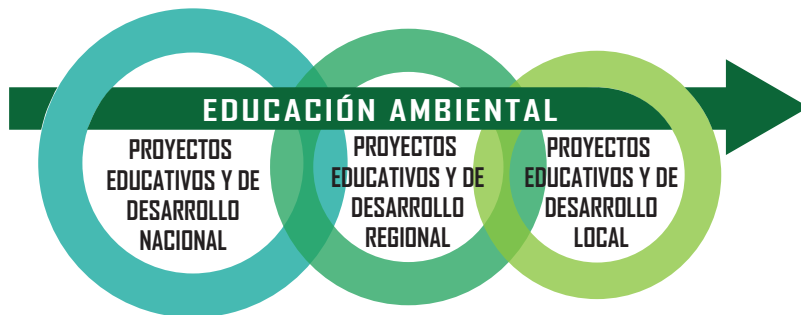 EDUCACIÓN AMBIENTAL
PROYECTOS
EDUCATIVOS Y DE
DESARROLLO
NACIONAL
PROYECTOS
EDUCATIVOS Y DE
DESARROLLO
REGIONAL
PROYECTOS
EDUCATIVOS Y DE
DESARROLLO
LOCAL